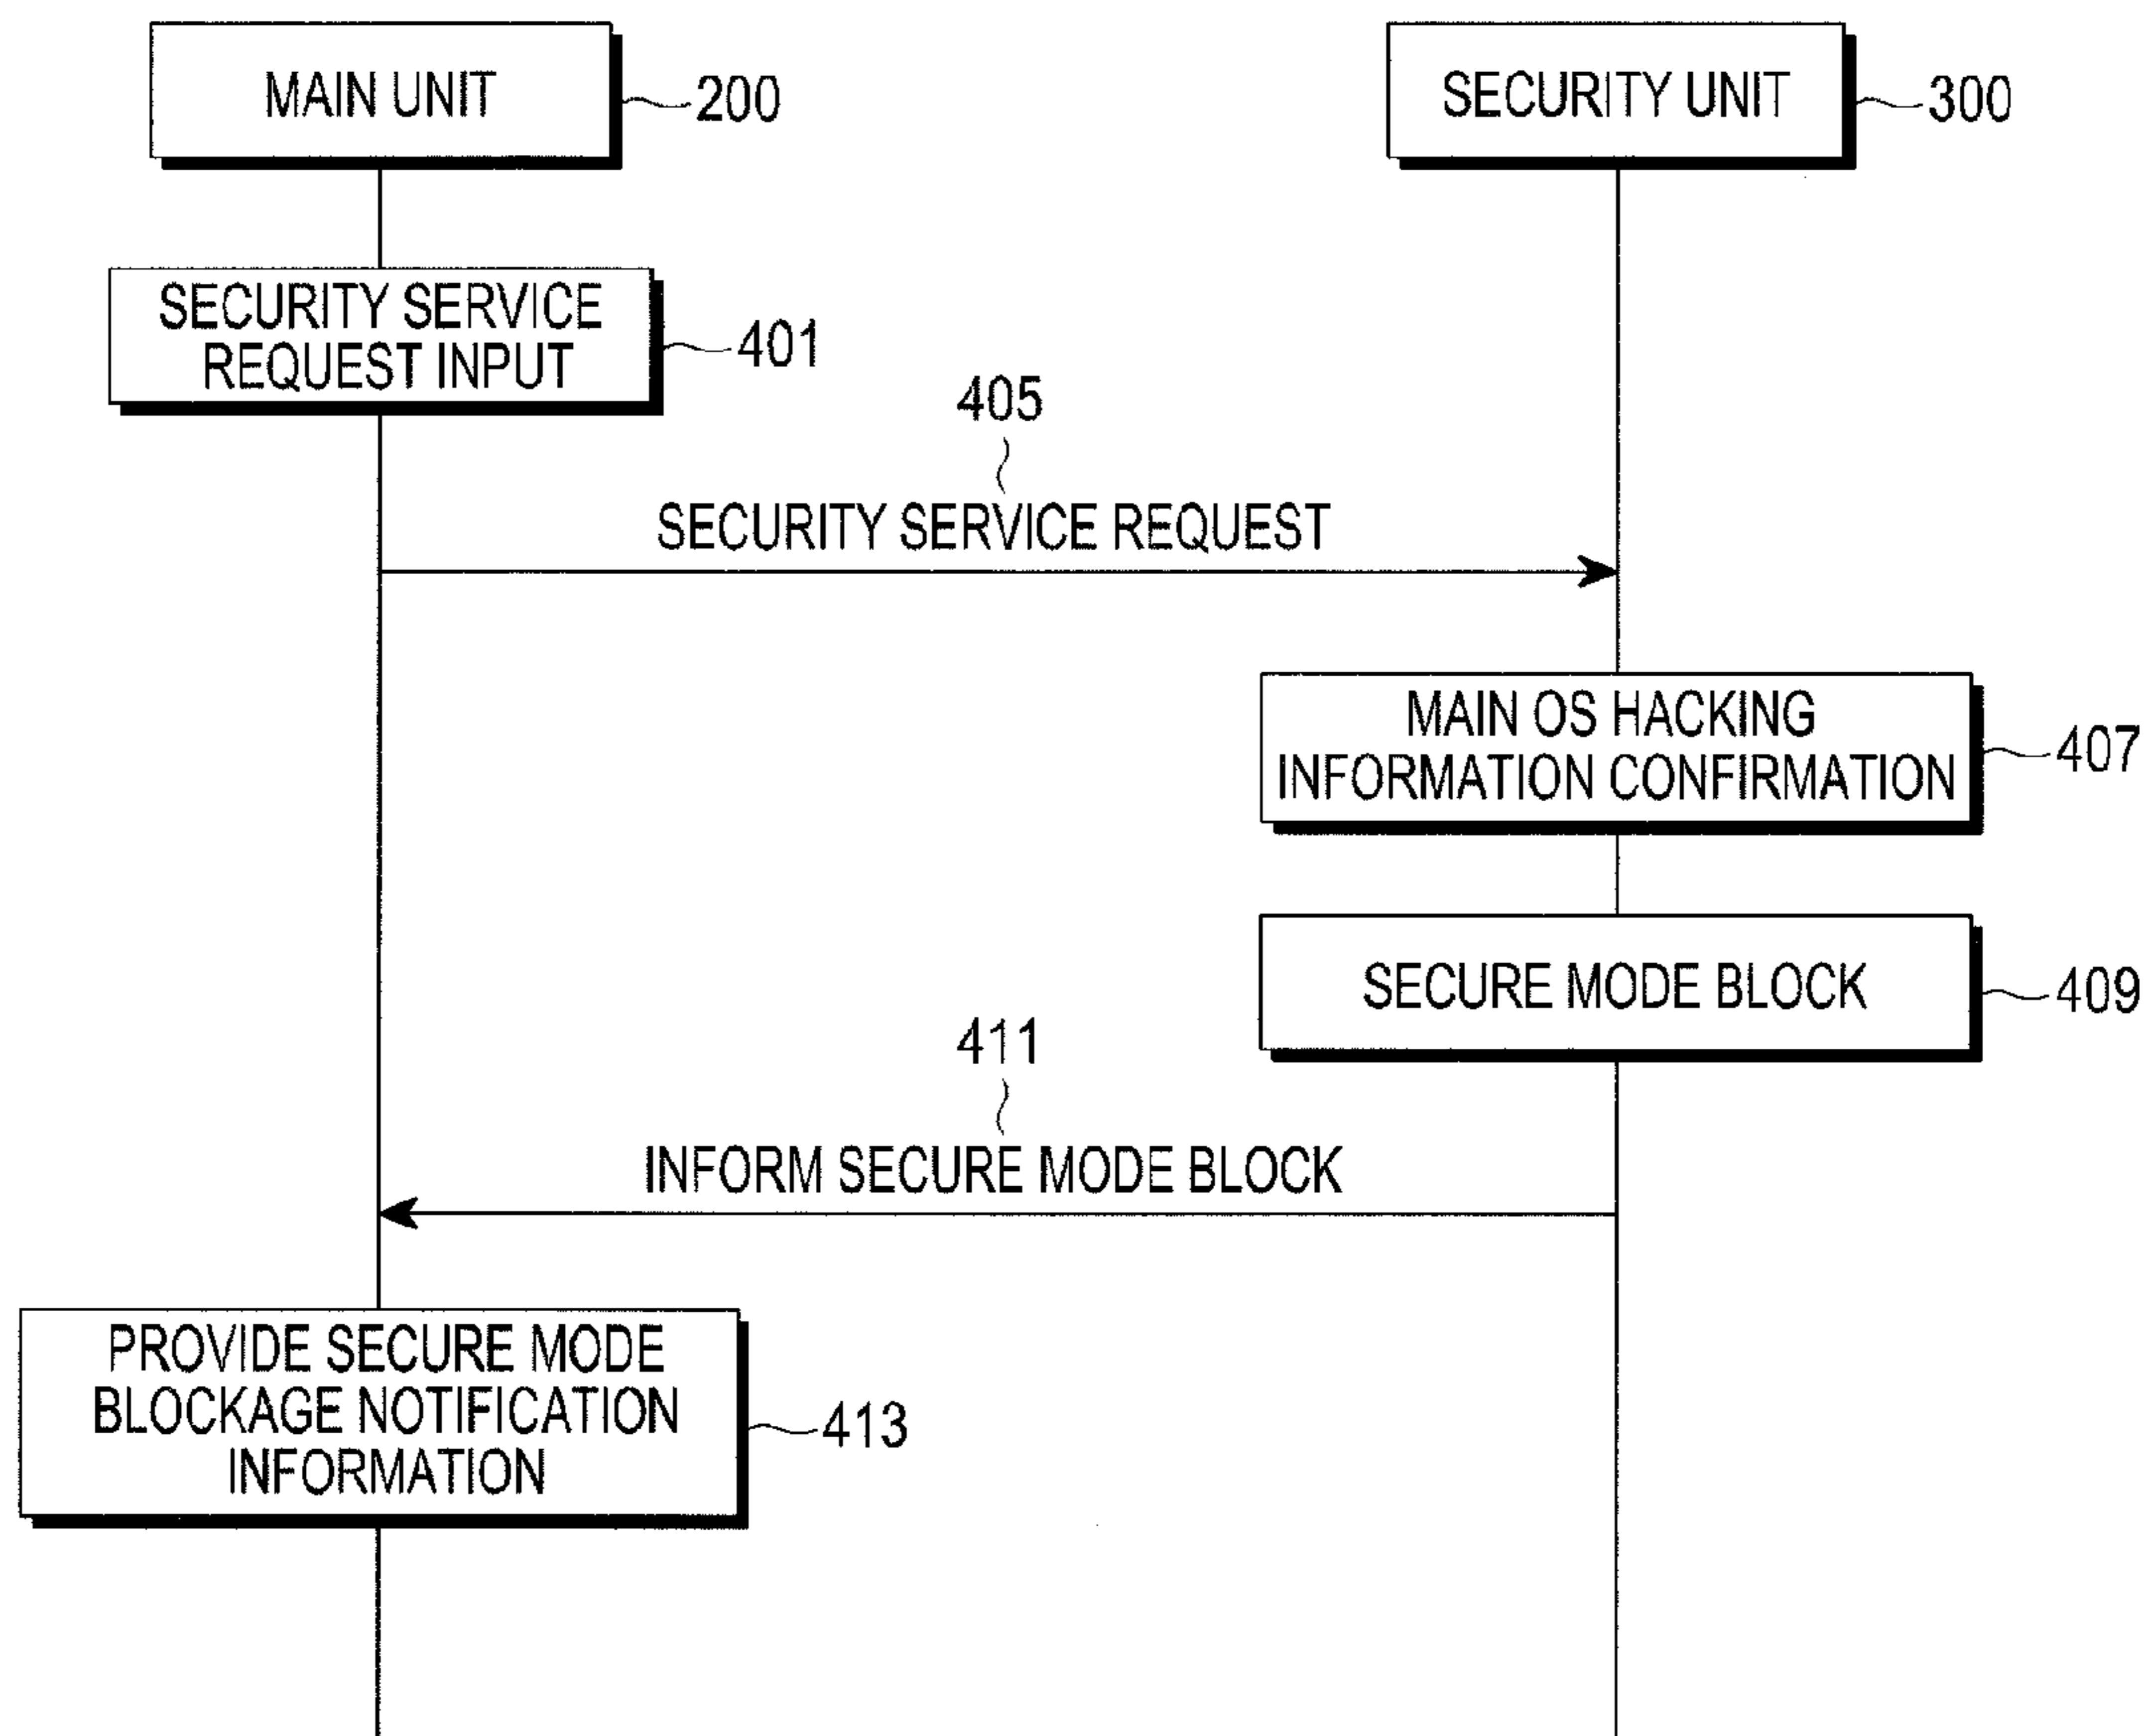 MAIN UNIT
200
SECURITY UNIT
300
SECURITY SERVICE
REQUEST INPUT
401
405
SECURITY SERVICE REQUEST
MAIN OS HACKING
INFORMATION CONFIRMATION
407
SECURE MODE BLOCK
409
411
INFORM SECURE MODE BLOCK
PROVIDE SECURE MODE
BLOCKAGE NOTIFICATION
INFORMATION
413